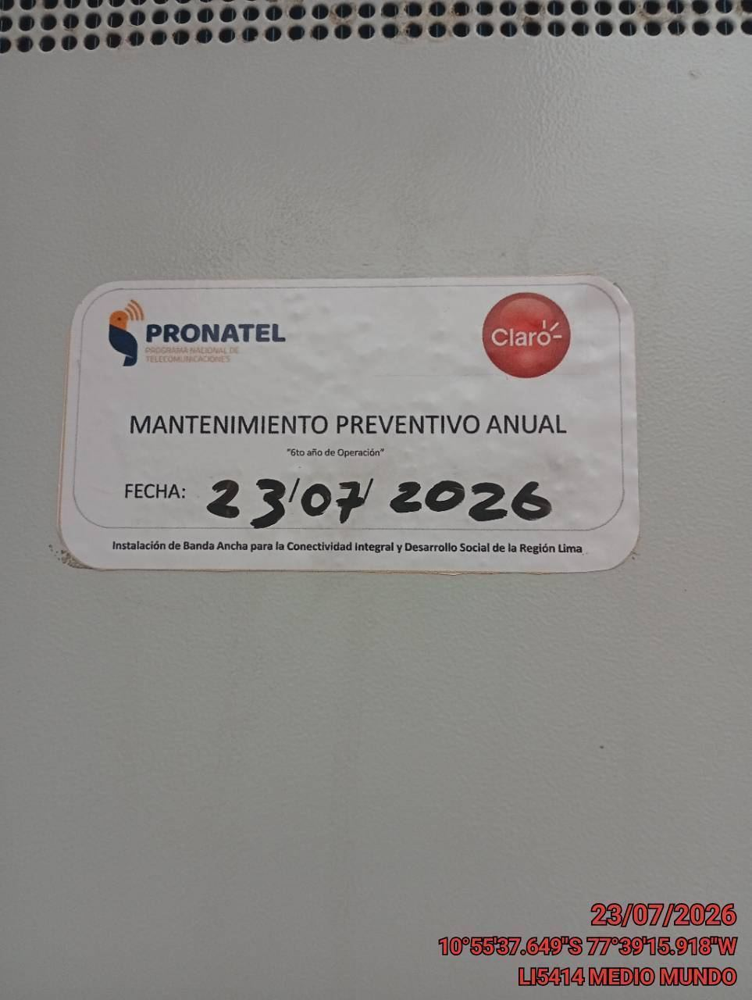 PRONATEL
PROGRAMA NACIONAL DE
TELECOMUNICACIONES
Claro
MANTENIMIENTO PREVENTIVO ANUAL
"6to año de Operación"
FECHA: 23/07/2026
Instalación de Banda Ancha para la Conectividad Integral y Desarrollo Social de la Región Lima
23/07/2026
10°55'37.649"S 77°39'15.918"W
LI5414 MEDIO MUNDO